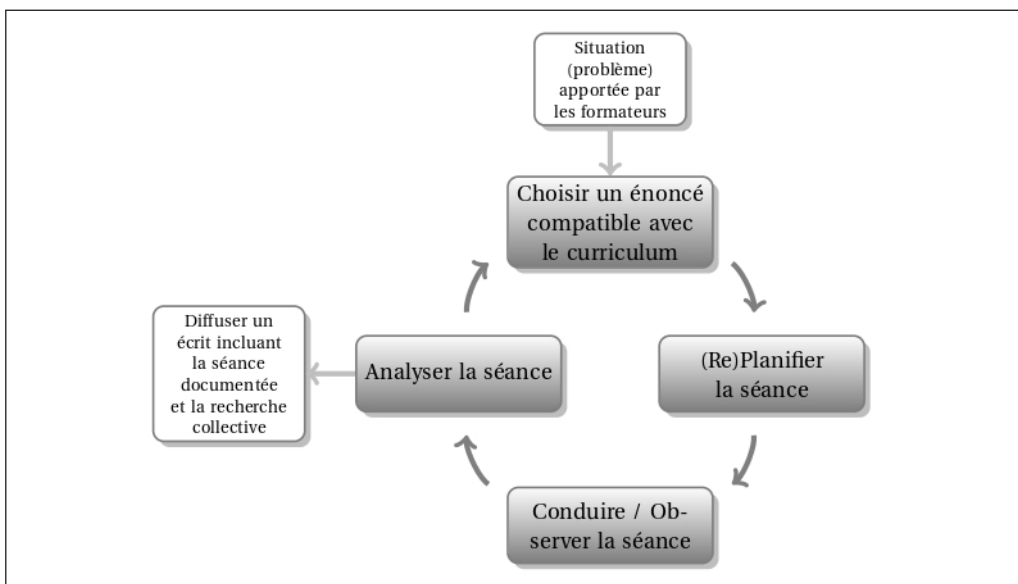 Situation
(problème)
apportée par
les formateurs
Choisir un énoncé
compatible avec
le curriculum
Diffuser un
écrit incluant
la séance
documentée
et la recherche
collective
Analyser la séance
(Re)Planifier
la séance
Conduire / Ob-
server la séance